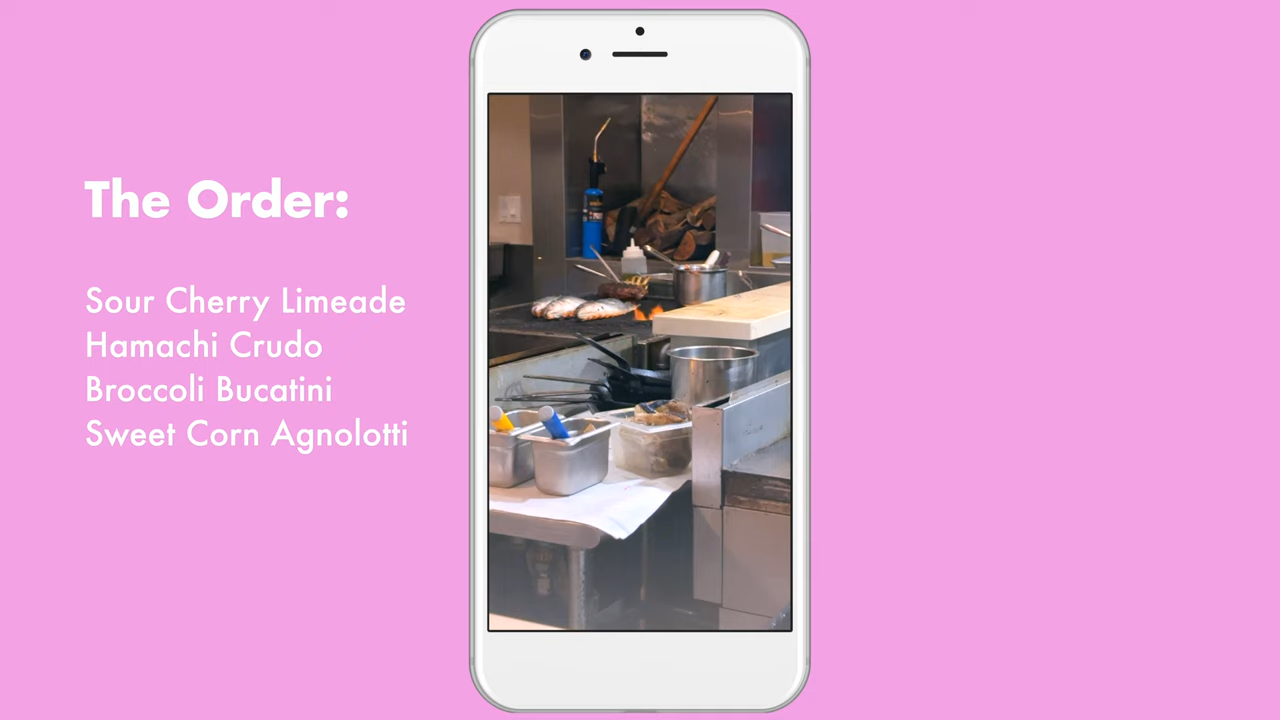 The Order:
Sour Cherry Limeade
Hamachi Crudo
Broccoli Bucatini
Sweet Corn Agnolotti